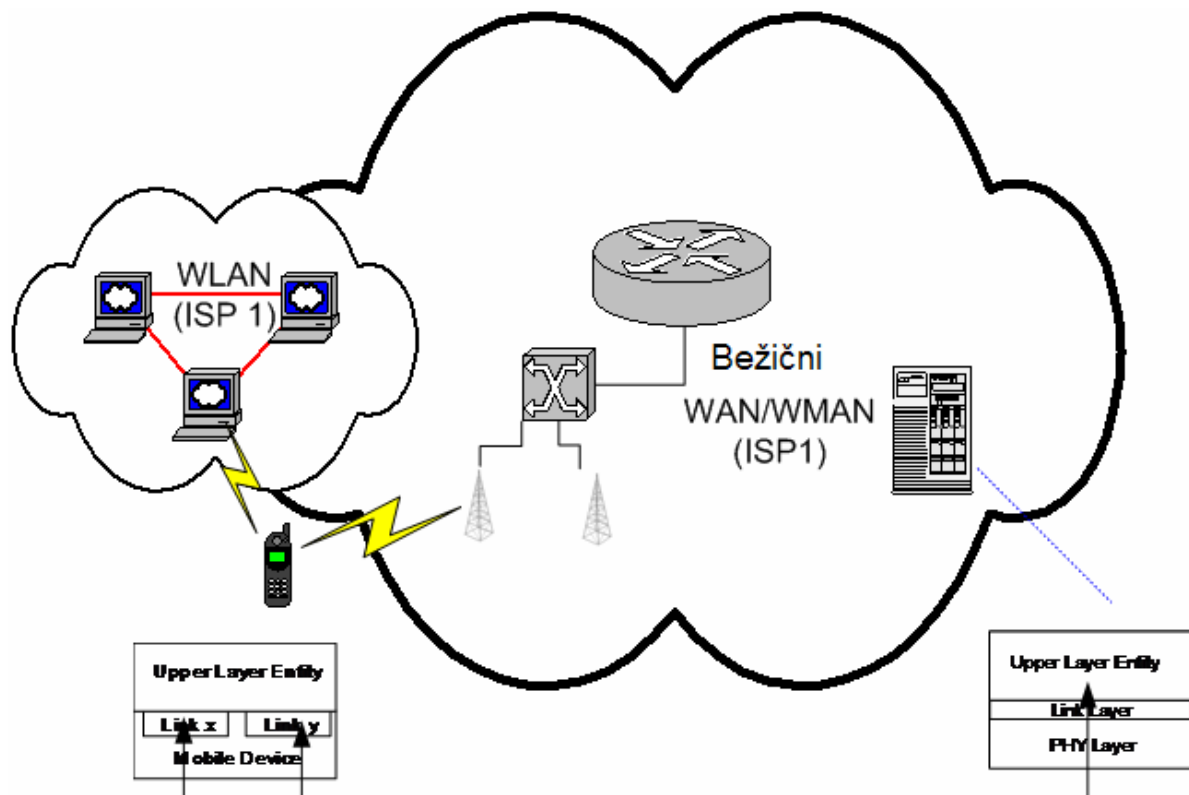 WLAN
(ISP 1)
Bežični
WAN/WMAN
(ISP1)
Upper Layer Entity
Link x
Link y
Mobile Device
Upper Layer Entity
Link Layer
PHY Layer